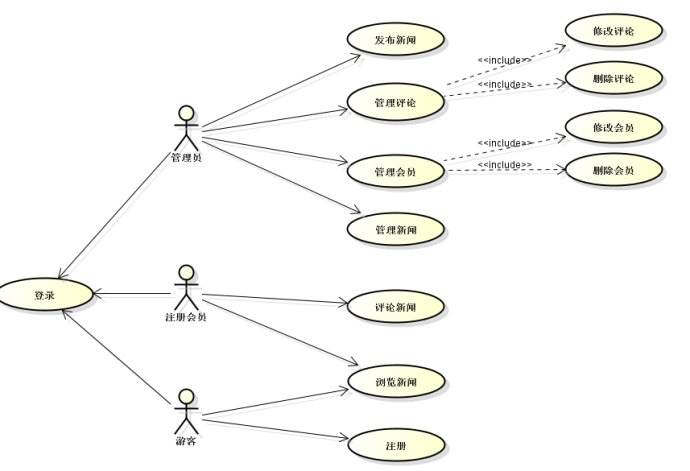 发布新闻
修改评论
<<include>>
管理评论
<<include>>
删除评论
管理员
修改会员
<<include>>
管理会员
<<include>>
删除会员
管理新闻
登录
注册会员
评论新闻
浏览新闻
游客
注册